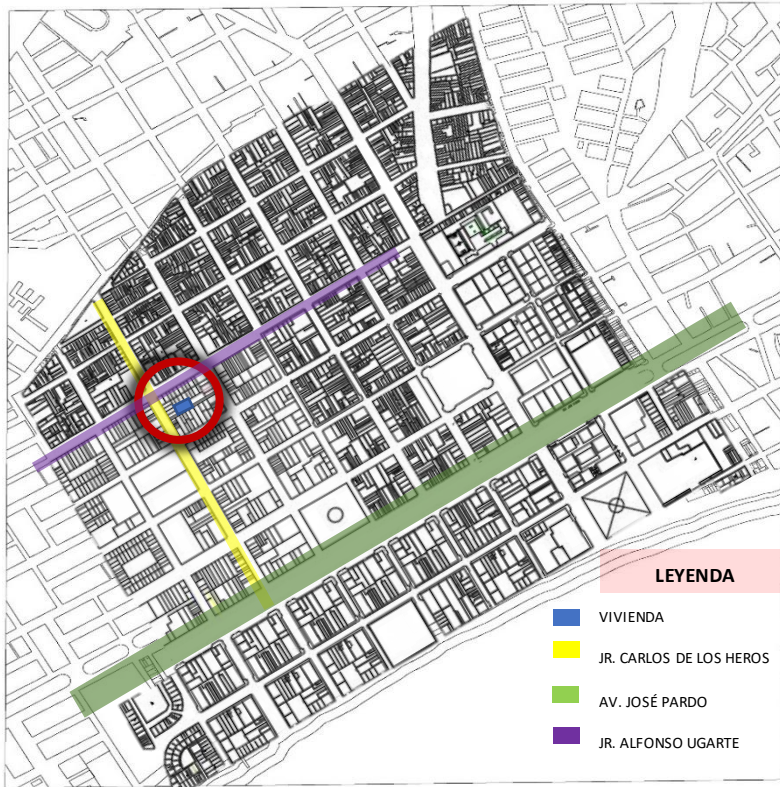 LEYENDA
VIVIENDA
JR. CARLOS DE LOS HEROS
AV. JOSÉ PARDO
JR. ALFONSO UGARTE